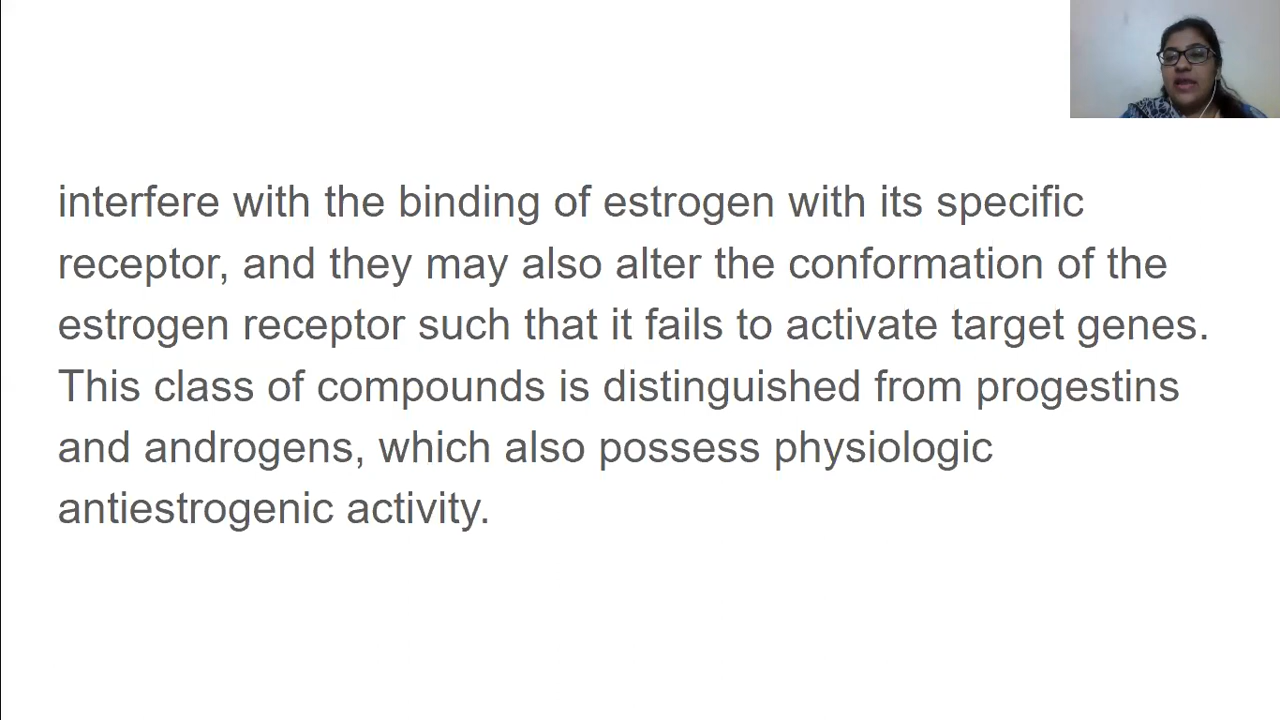 interfere with the binding of estrogen with its specific
receptor, and they may also alter the conformation of the
estrogen receptor such that it fails to activate target genes.
This class of compounds is distinguished from progestins
and androgens, which also possess physiologic
antiestrogenic activity.